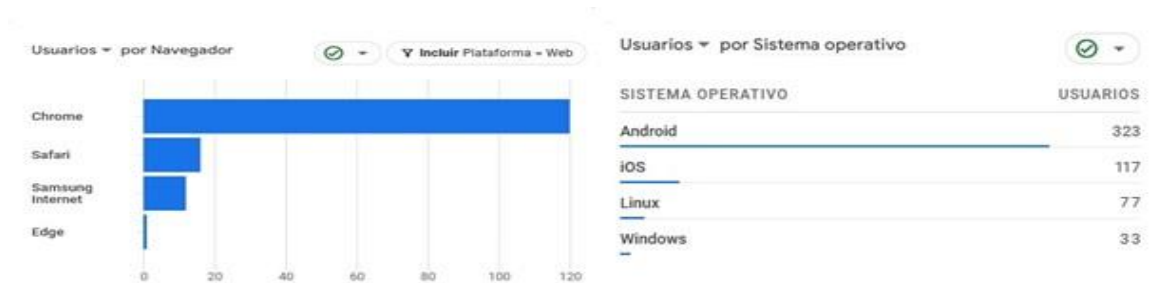 Usuarios por Navegador
Incluir Plataforma = Web
Chrome
Safari
Samsung
Internet
Edge
0 20 40 60 80 100 120
Usuarios por Sistema operativo
SISTEMA OPERATIVO USUARIOS
Android 323
iOS 117
Linux 77
Windows 33